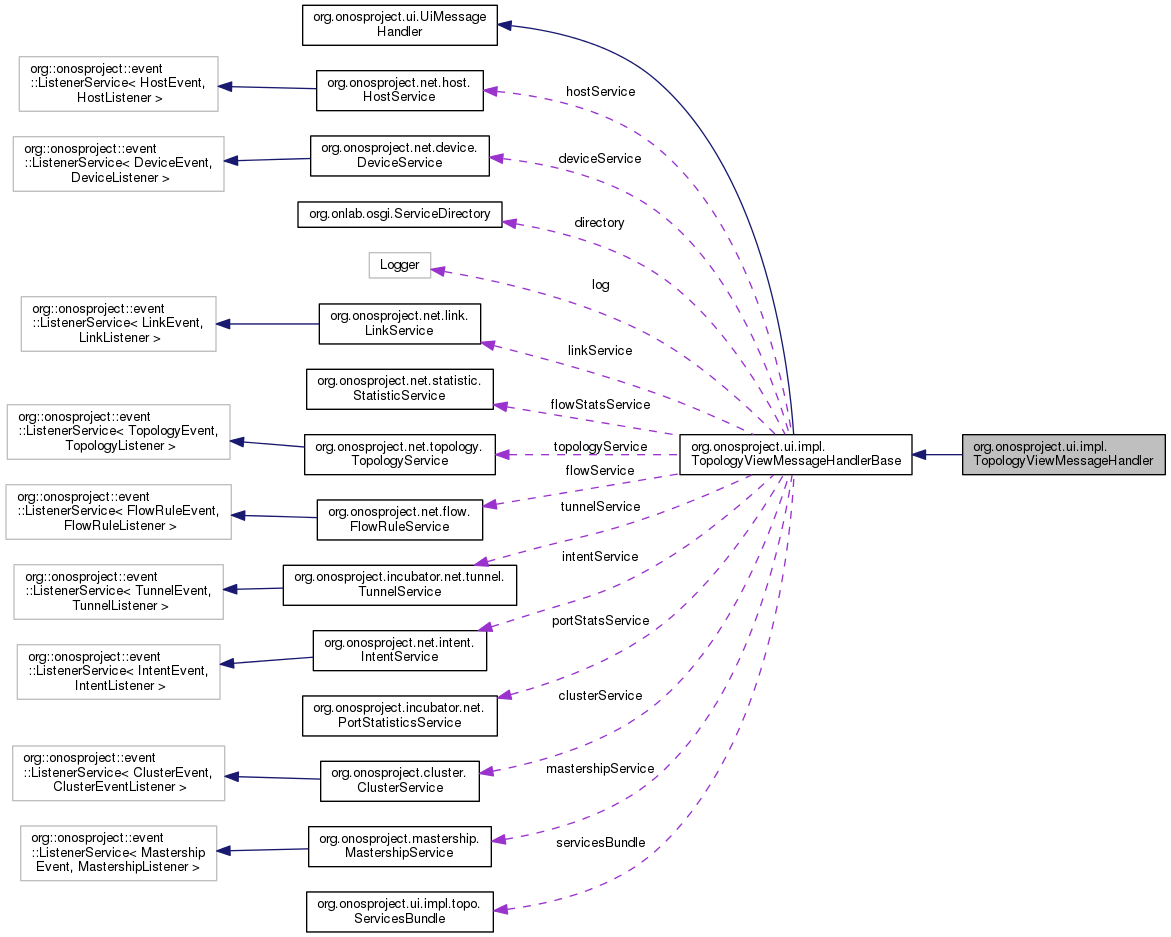 org.onosproject.ui.UiMessage
Handler
org::onosproject::event
::ListenerService< HostEvent,
HostListener >
org.onosproject.net.host.
HostService
hostService
org::onosproject::event
::ListenerService< DeviceEvent,
DeviceListener >
org.onosproject.net.device.
DeviceService
deviceService
org.onlab.osgi.ServiceDirectory
directory
Logger
log
org::onosproject::event
::ListenerService< LinkEvent,
LinkListener >
org.onosproject.net.link.
LinkService
linkService
org.onosproject.net.statistic.
StatisticService
flowStatsService
org::onosproject::event
::ListenerService< TopologyEvent,
TopologyListener >
org.onosproject.net.topology.
TopologyService
topologyService
org.onosproject.ui.impl.
TopologyViewMessageHandlerBase
org.onosproject.ui.impl.
TopologyViewMessageHandler
flowService
org::onosproject::event
::ListenerService< FlowRuleEvent,
FlowRuleListener >
org.onosproject.net.flow.
FlowRuleService
tunnelService
org::onosproject::event
::ListenerService< TunnelEvent,
TunnelListener >
org.onosproject.incubator.net.tunnel.
TunnelService
intentService
org::onosproject::event
::ListenerService< IntentEvent,
IntentListener >
org.onosproject.net.intent.
IntentService
portStatsService
org.onosproject.incubator.net.
PortStatisticsService
clusterService
org::onosproject::event
::ListenerService< ClusterEvent,
ClusterEventListener >
org.onosproject.cluster.
ClusterService
mastershipService
org::onosproject::event
::ListenerService< Mastership
Event, MastershipListener >
org.onosproject.mastership.
MastershipService
servicesBundle
org.onosproject.ui.impl.topo.
ServicesBundle